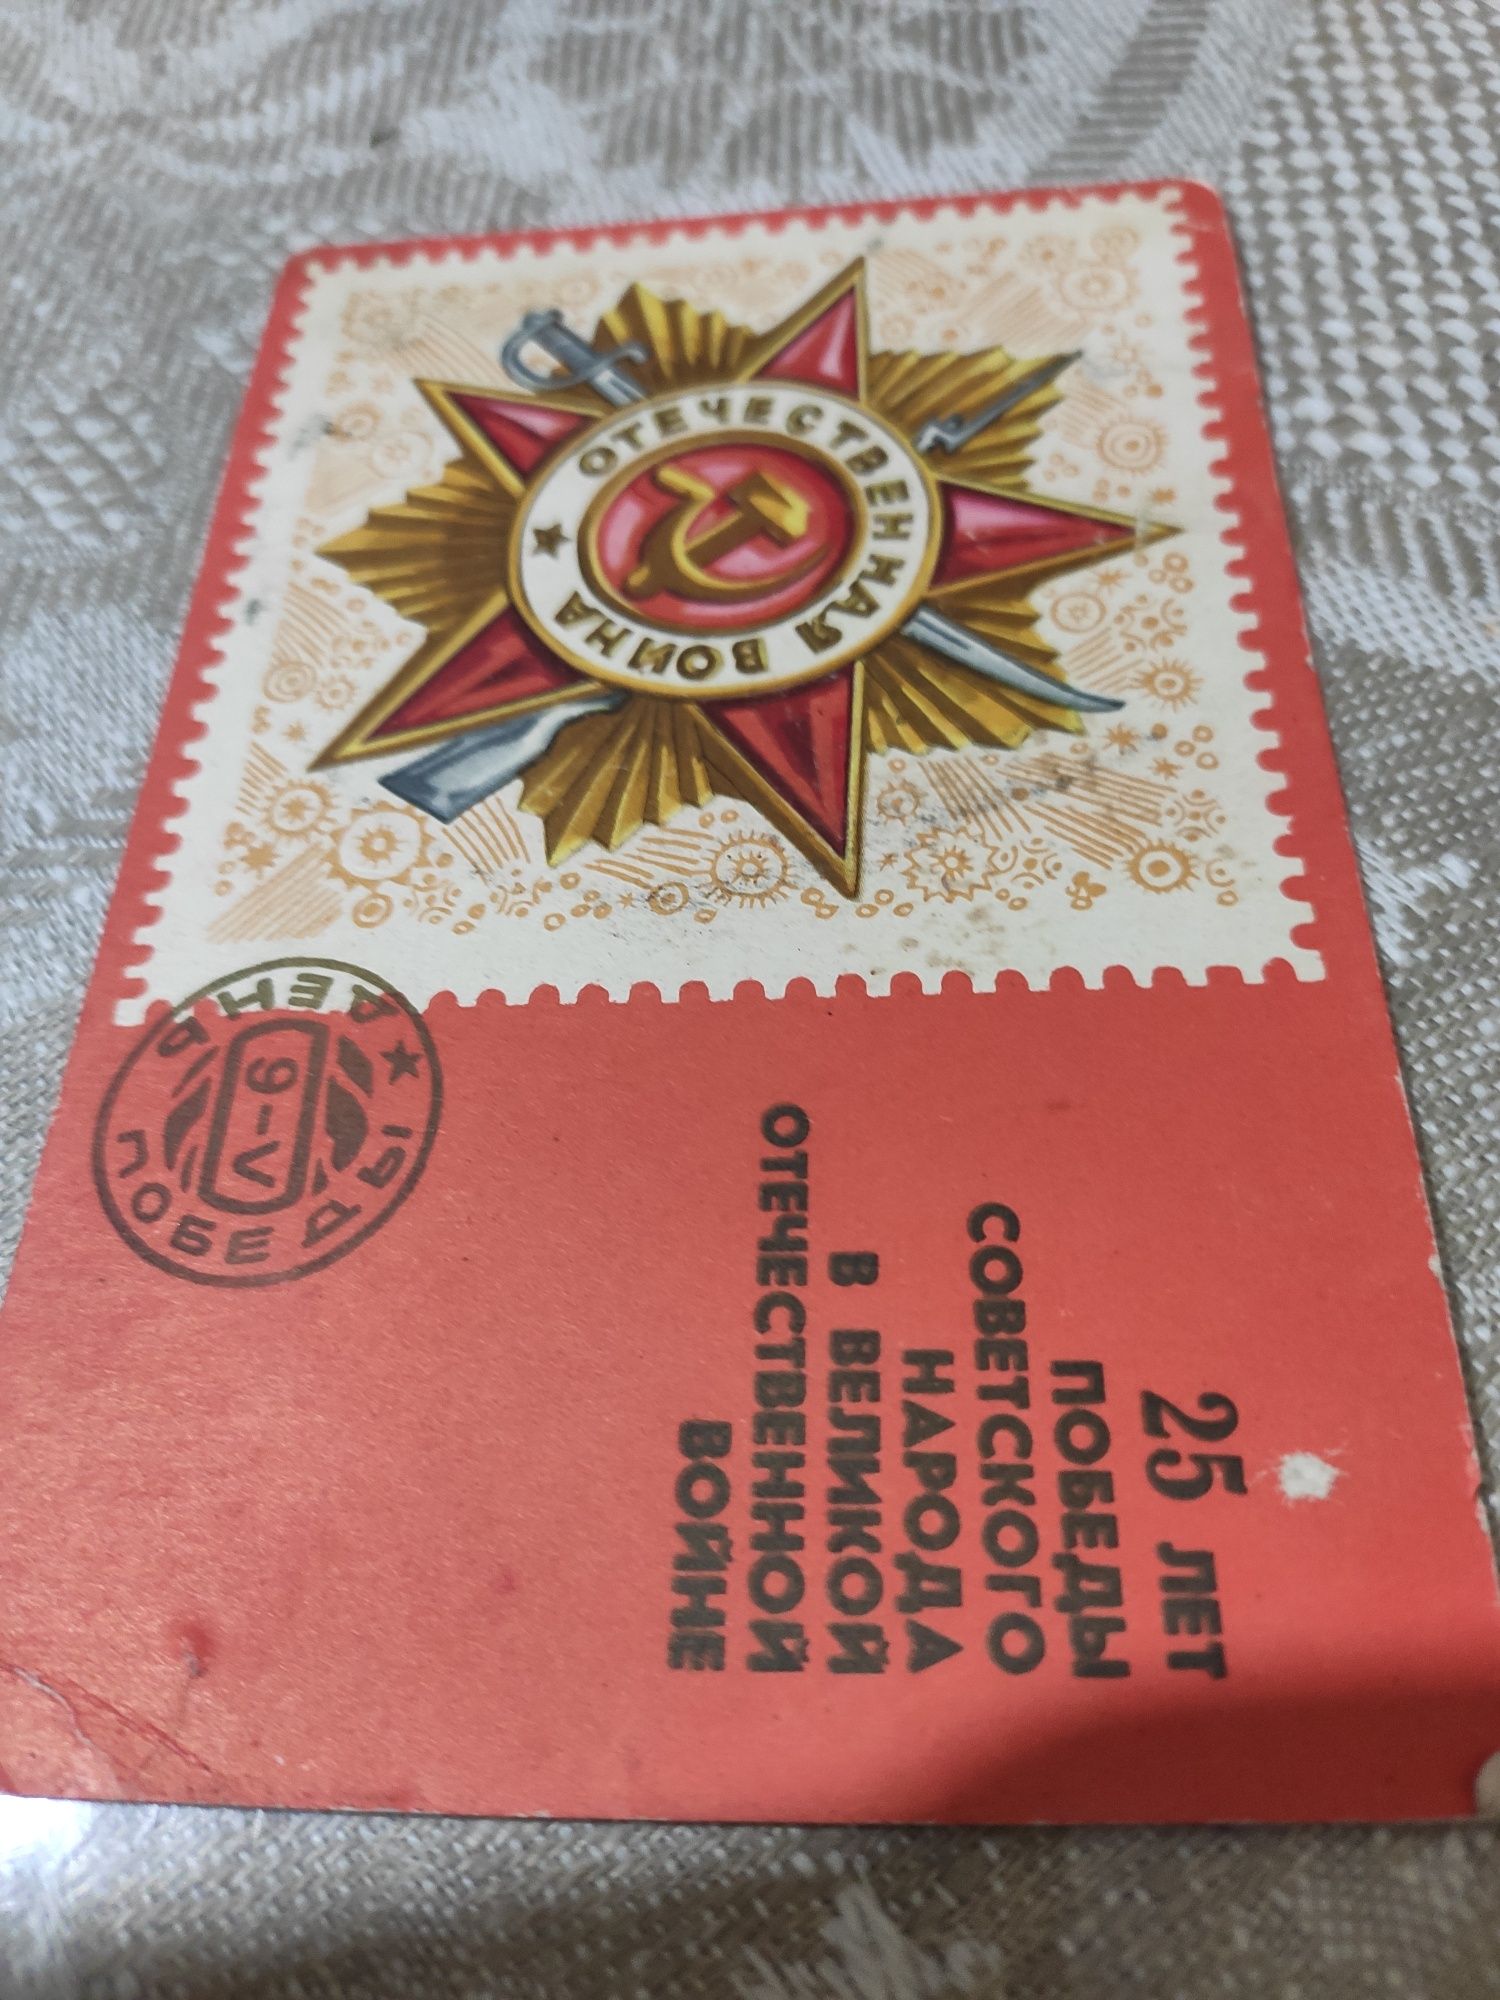 ОТЕЧЕСТВЕННАЯ ВОЙНА
ДЕНЬ
9–V
ПОБЕДЫ
25 ЛЕТ
ПОБЕДЫ
СОВЕТСКОГО
НАРОДА
В ВЕЛИКОЙ
ОТЕЧЕСТВЕННОЙ
ВОЙНЕ